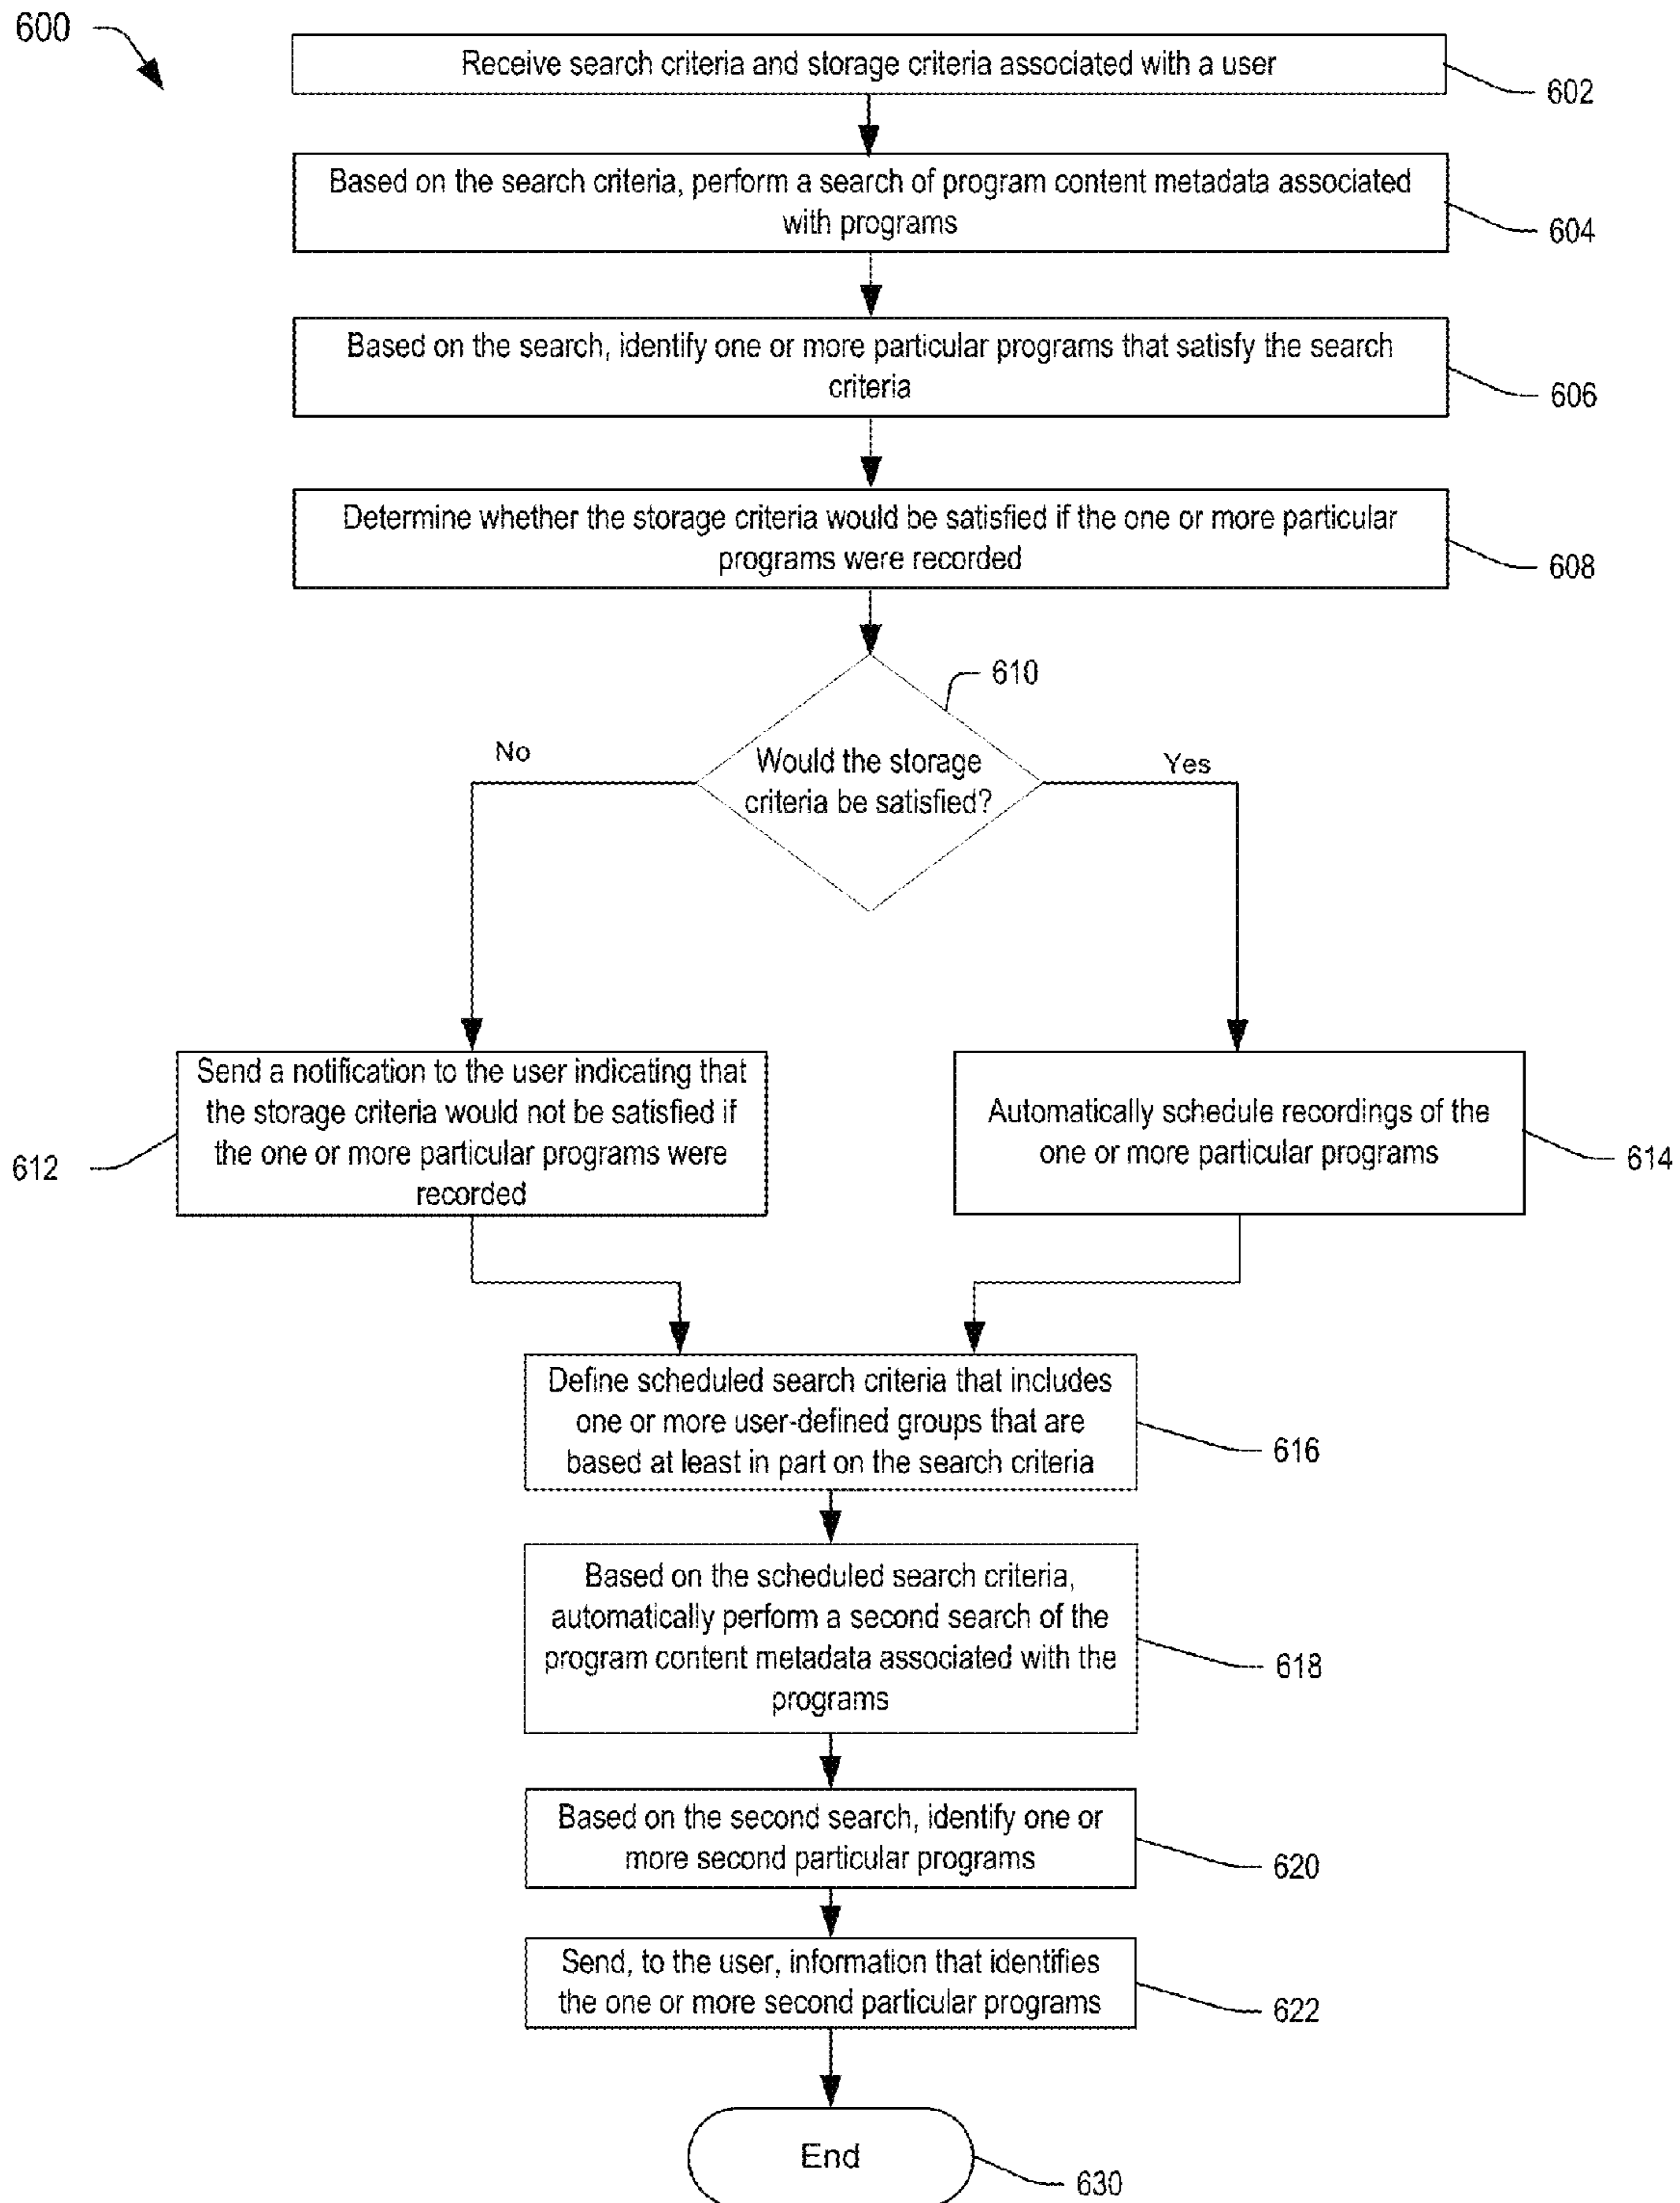 600
Receive search criteria and storage criteria associated with a user
602
Based on the search criteria, perform a search of program content metadata associated
with programs
604
Based on the search, identify one or more particular programs that satisfy the search
criteria
606
Determine whether the storage criteria would be satisfied if the one or more particular
programs were recorded
608
610
Would the storage
criteria be satisfied?
No
Yes
Send a notification to the user indicating that
the storage criteria would not be satisfied if
the one or more particular programs were
recorded
612
Automatically schedule recordings of the
one or more particular programs
614
Define scheduled search criteria that includes
one or more user-defined groups that are
based at least in part on the search criteria
616
Based on the scheduled search criteria,
automatically perform a second search of the
program content metadata associated with the
programs
618
Based on the second search, identify one or
more second particular programs
620
Send, to the user, information that identifies
the one or more second particular programs
622
End
630